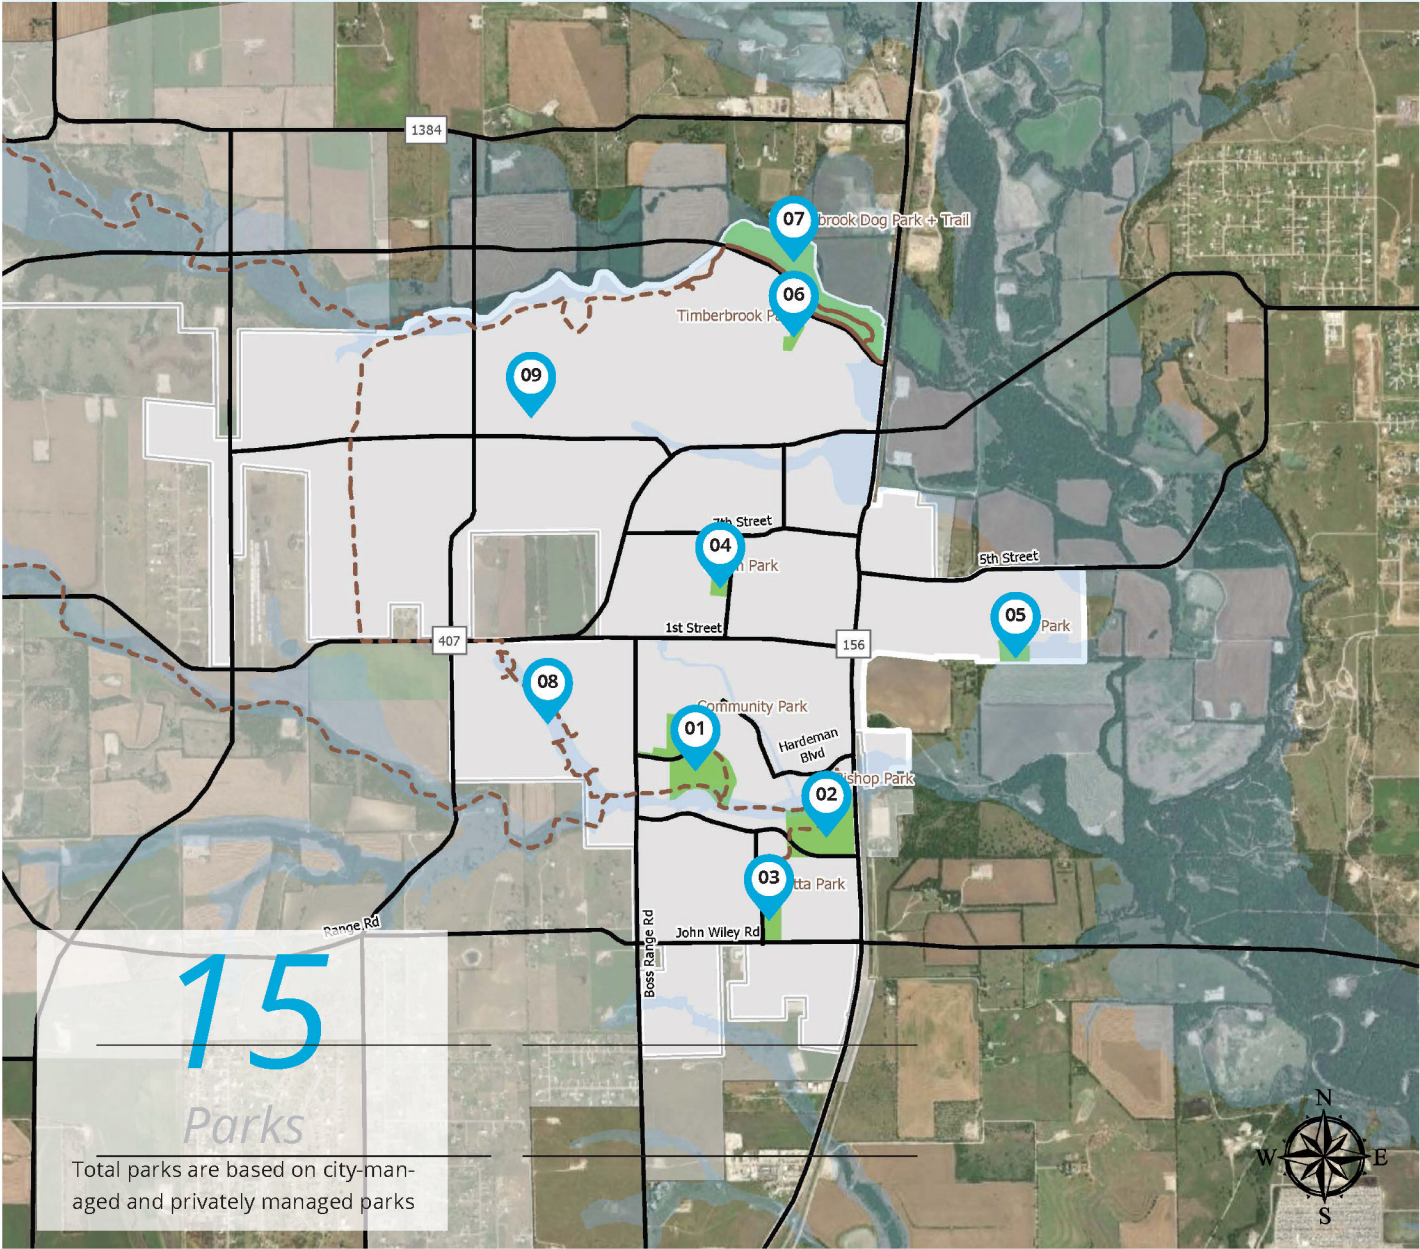 1384
07
brook Dog Park + Trail
06
Timberbrook Pa
09
7th Street
04
n Park
5th Street
05
Park
1st Street
407
156
08
Community Park
01
Hardeman
Blvd
ishop Park
02
03
tta Park
Range Rd
John Wiley Rd
Boss Range Rd
15
Parks
Total parks are based on city-man-
aged and privately managed parks
N
W
E
S